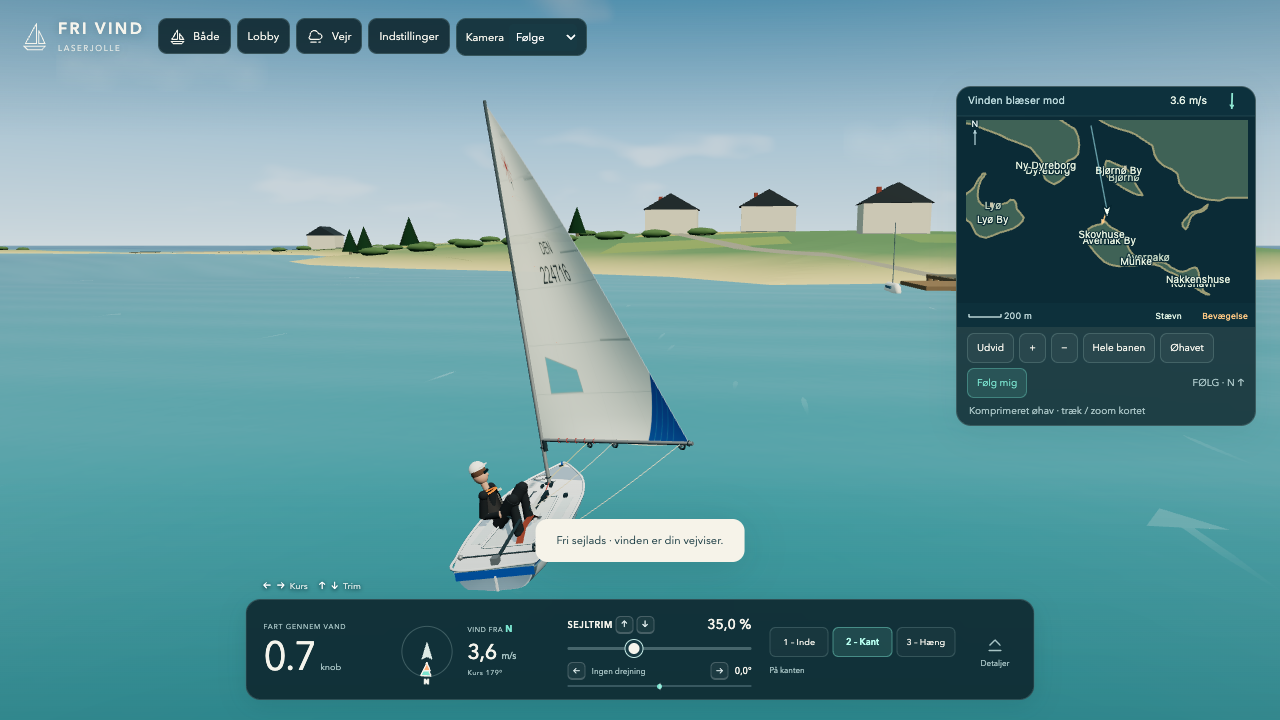 FRI VIND
LASERJOLLE
Både
Lobby
Vejr
Indstillinger
Kamera Følge
Vinden blæser mod 3.6 m/s
N
Ny Dyreborg
Dyreborg
Bjørnø By
Bjørnø
Lyø
Lyø By
Skovhuse
Avernak By
Avernakø
Munke
Nakkenshuse
Korshavn
200 m
Stævn
Bevægelse
Udvid
+
−
Hele banen
Øhavet
Følg mig
FØLG · N ↑
Komprimeret øhav · træk / zoom kortet
DEN
224716
Fri sejlads · vinden er din vejviser.
← → Kurs ↑ ↓ Trim
FART GENNEM VAND
0.7 knob
N
VIND FRA N
3,6 m/s
Kurs 179°
SEJLTRIM ↑ ↓ 35,0 %
← Ingen drejning → 0,0°
1 – Inde
2 – Kant
3 – Hæng
På kanten
Detaljer